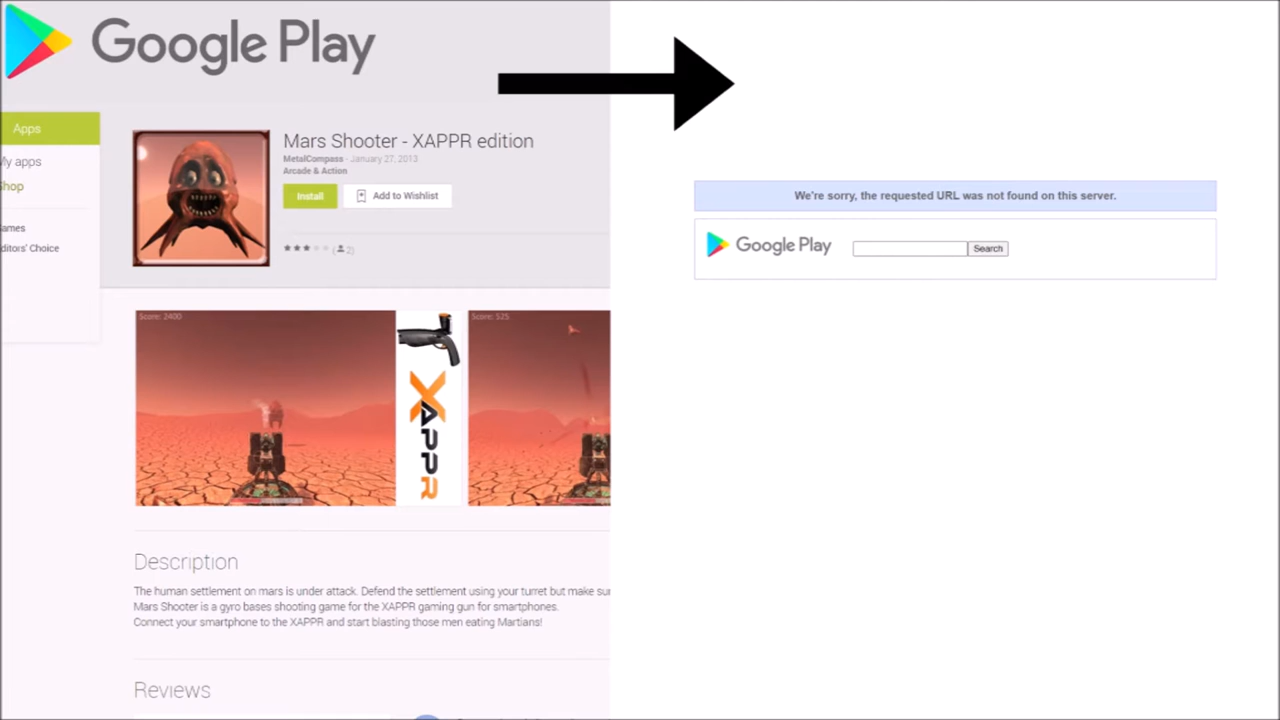 Google Play
Apps
My apps
Shop
ames
ditors' Choice
Mars Shooter - XAPPR edition
MetalCompass - January 27, 2013
Arcade & Action
Install
Add to Wishlist
(2)
Score: 2400
XAPPR
Score: 525
Description
The human settlement on mars is under attack. Defend the settlement using your turret but make su
Mars Shooter is a gyro bases shooting game for the XAPPR gaming gun for smartphones.
Connect your smartphone to the XAPPR and start blasting those men eating Martians!
Reviews
We're sorry, the requested URL was not found on this server.
Google Play
Search